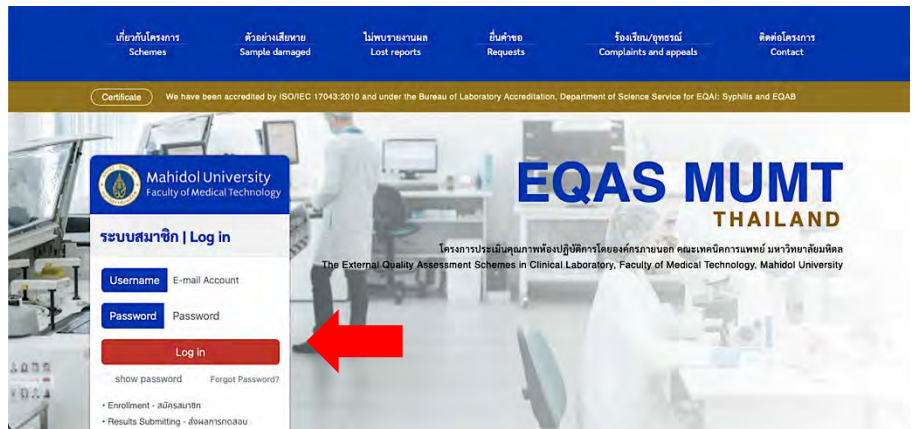 เกี่ยวกับโครงการ
Schemes
ตัวอย่างเสียหาย
Sample damaged
ไม่พบรายงานผล
Lost reports
ยื่นคำขอ
Requests
ร้องเรียน/อุทธรณ์
Complaints and appeals
ติดต่อโครงการ
Contact
Certificate We have been accredited by ISO/IEC 17043:2010 and under the Bureau of Laboratory Accreditation, Department of Science Service for EQAI: Syphilis and EQAB
Mahidol University
Faculty of Medical Technology
ระบบสมาชิก | Log in
Username E-mail Account
Password Password
Log in
show password Forgot Password?
• Enrollment - สมัครสมาชิก
• Results Submitting - ส่งผลการทดสอบ
EQAS MUMT
THAILAND
โครงการประเมินคุณภาพห้องปฏิบัติการโดยองค์กรภายนอก คณะเทคนิคการแพทย์ มหาวิทยาลัยมหิดล
The External Quality Assessment Schemes in Clinical Laboratory, Faculty of Medical Technology, Mahidol University